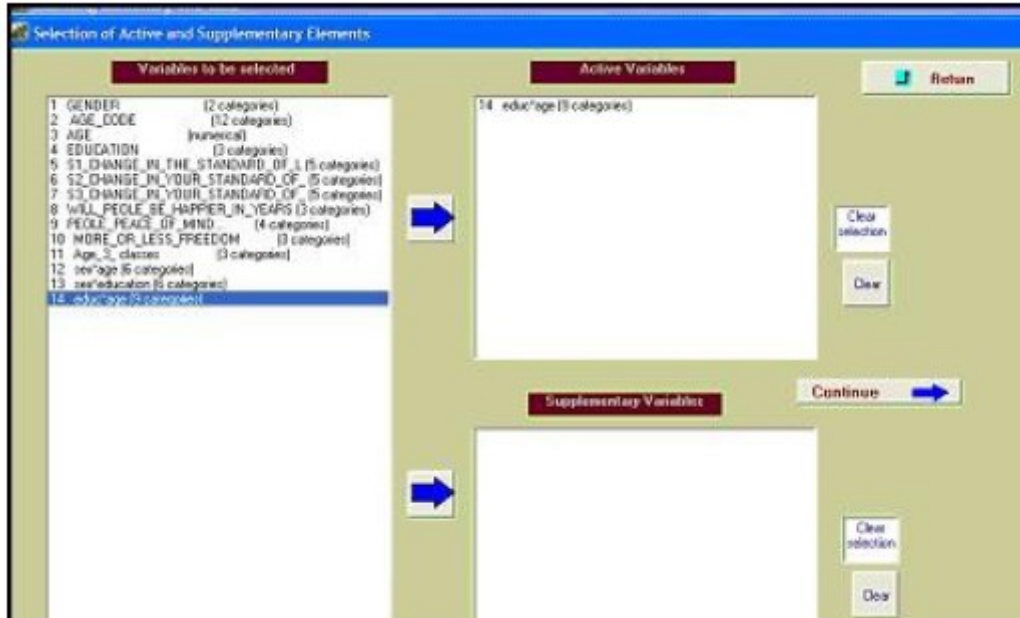 Selection of Active and Supplementary Elements
Variables to be selected
1 GENDER (2 categories)
2 AGE_CODE (12 categories)
3 AGE (numerical)
4 EDUCATION (3 categories)
5 S1_CHANGE_IN_THE_STANDARD_OF_L (5 categories)
6 S2_CHANGE_IN_YOUR_STANDARD_OF_ (5 categories)
7 S3_CHANGE_IN_YOUR_STANDARD_OF_ (5 categories)
8 WILL_PEOLE_BE_HAPPIER_IN_YEARS (3 categories)
9 PEOLE_PEACE_OF_MIND (4 categories)
10 MORE_OR_LESS_FREEDOM (3 categories)
11 Age_3_ classes (3 categories)
12 sex*age (6 categories)
13 sex*education (6 categories)
14 educ*age (9 categories)
Active Variables
14 educ*age (9 categories)
Return
Clear
selection
Clear
Continue
Supplementary Variables
Clear
selection
Clear